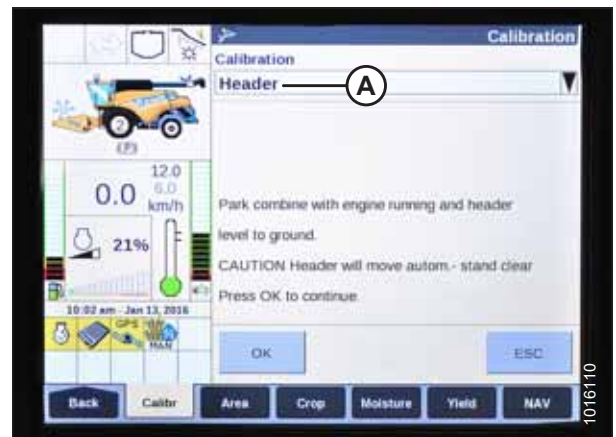 Calibration
Calibration
Header
A
2
(P)
12.0
6.0
0.0 km/h
21%
Park combine with engine running and header
level to ground.
CAUTION Header will move autom.- stand clear
Press OK to continue
10:02 am Jan 13, 2016
GPS
MAN
OK
ESC
Back
Calibr
Area
Crop
Moisture
Yield
NAV
1016110